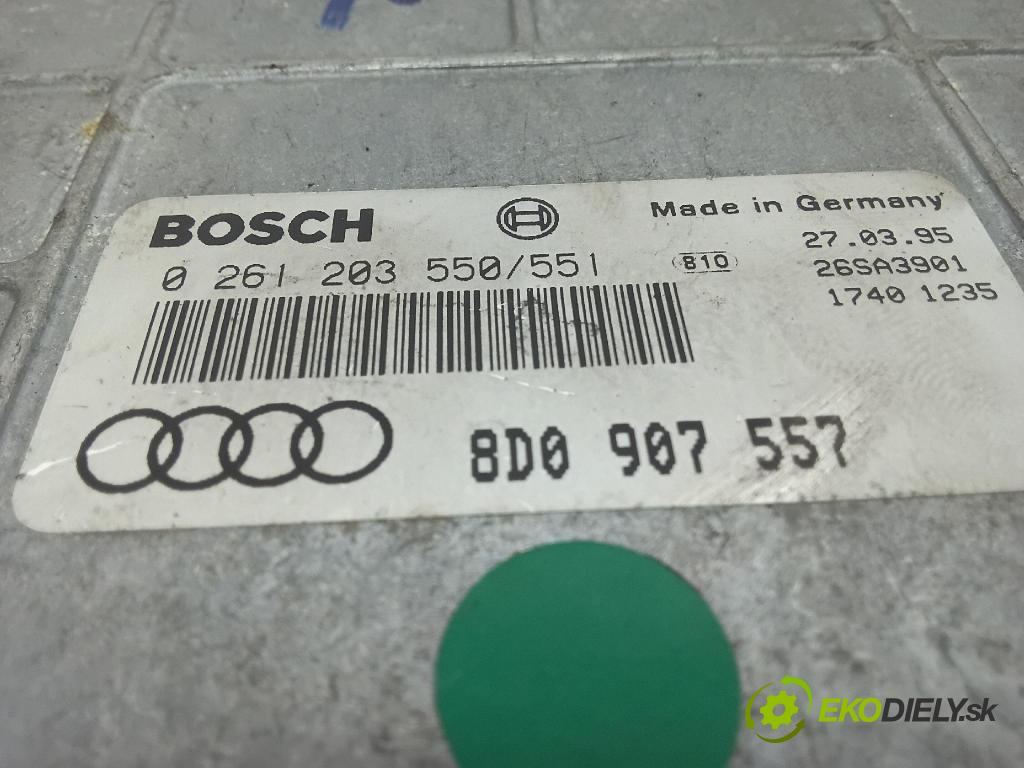 BOSCH
Made in Germany
0 261 203 550/551
810
27.03.95
26SA3901
1740 1235
8D0 907 557
EKODIELY.sk